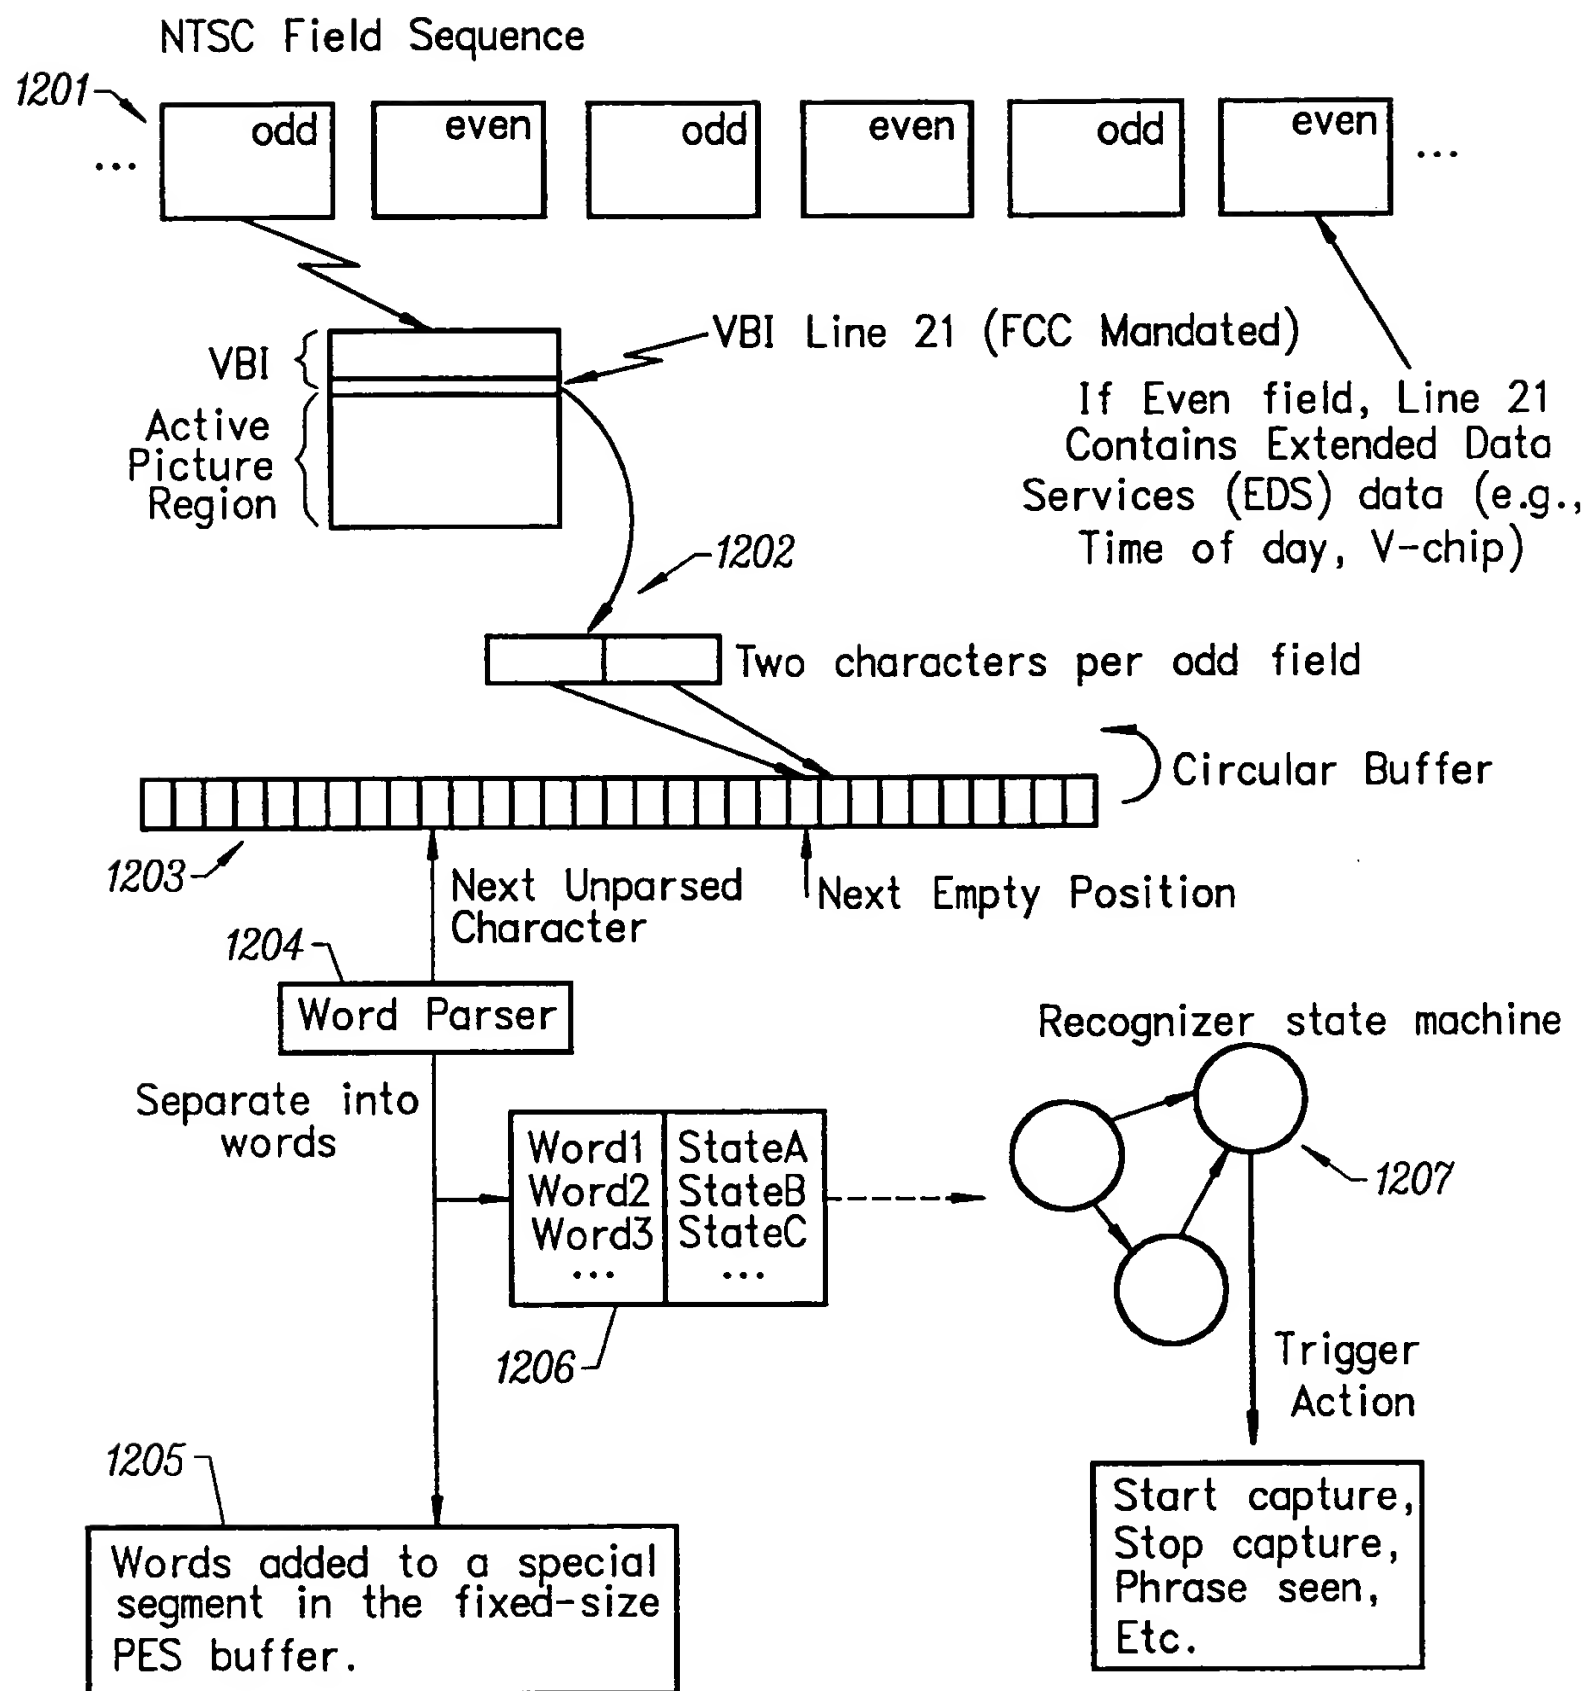 NTSC Field Sequence
1201
odd
even
odd
even
odd
even
...
...
VBI
VBI Line 21 (FCC Mandated)
Active
Picture
Region
If Even field, Line 21
Contains Extended Data
Services (EDS) data (e.g.,
Time of day, V-chip)
1202
Two characters per odd field
Circular Buffer
1203
Next Unparsed
Character
Next Empty Position
1204
Word Parser
Recognizer state machine
Separate into
words
Word1 StateA
Word2 StateB
Word3 StateC
... ...
1207
1206
Trigger
Action
1205
Words added to a special
segment in the fixed-size
PES buffer.
Start capture,
Stop capture,
Phrase seen,
Etc.